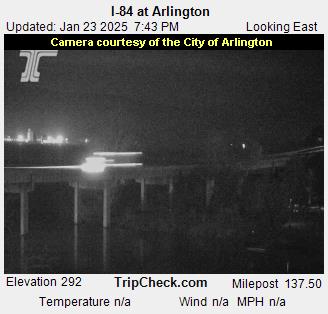 I-84 at Arlington
Updated: Jan 23 2025 7:43 PM Looking East
Camera courtesy of the City of Arlington
Elevation 292 TripCheck.com Milepost 137.50
Temperature n/a Wind n/a MPH n/a